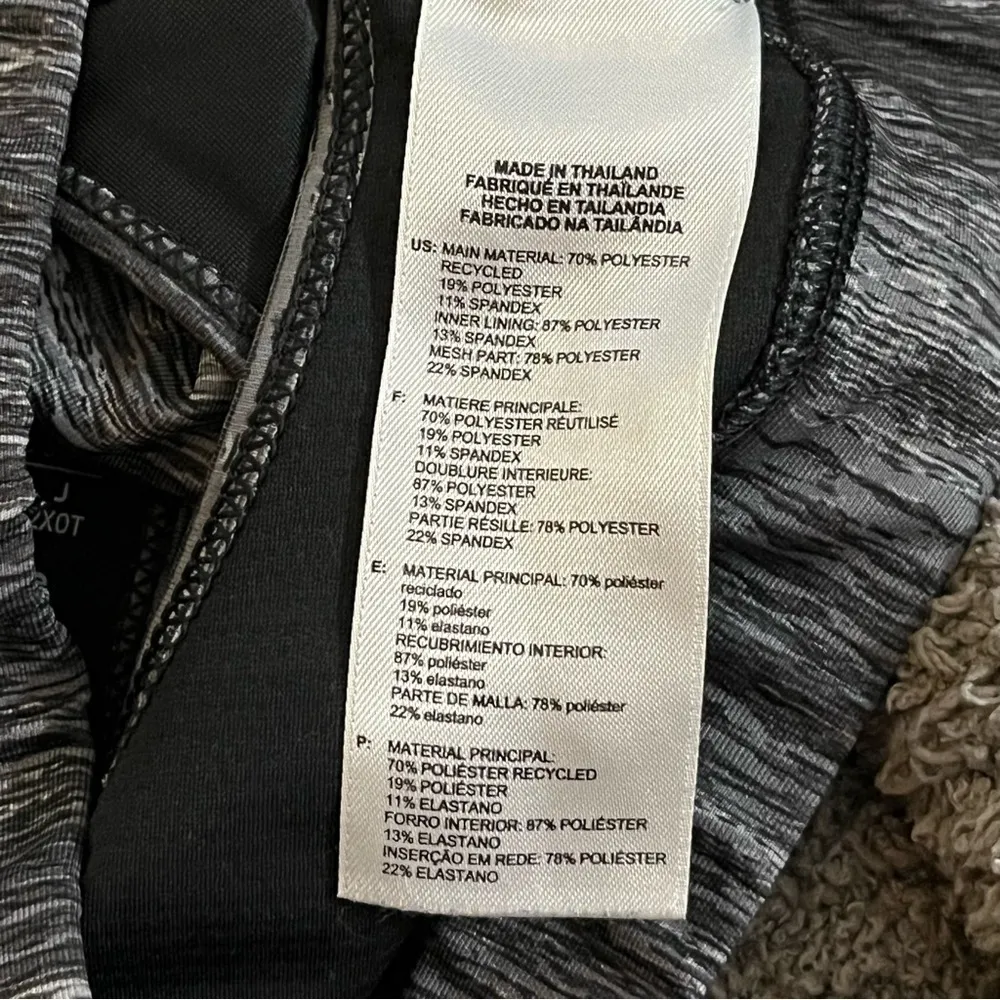 MADE IN THAILAND
FABRIQUÉ EN THAÏLANDE
HECHO EN TAILANDIA
FABRICADO NA TAILÂNDIA
US: MAIN MATERIAL: 70% POLYESTER
RECYCLED
19% POLYESTER
11% SPANDEX
INNER LINING: 87% POLYESTER
13% SPANDEX
MESH PART: 78% POLYESTER
22% SPANDEX
F: MATIERE PRINCIPALE:
70% POLYESTER RÉUTILISÉ
19% POLYESTER
11% SPANDEX
DOUBLURE INTERIEURE:
87% POLYESTER
13% SPANDEX
PARTIE RÉSILLE: 78% POLYESTER
22% SPANDEX
E: MATERIAL PRINCIPAL: 70% poliéster
reciclado
19% poliéster
11% elastano
RECUBRIMIENTO INTERIOR:
87% poliéster
13% elastano
PARTE DE MALLA: 78% poliéster
22% elastano
P: MATERIAL PRINCIPAL:
70% POLIÉSTER RECYCLED
19% POLIÉSTER
11% ELASTANO
FORRO INTERIOR: 87% POLIÉSTER
13% ELASTANO
INSERÇÃO EM REDE: 78% POLIÉSTER
22% ELASTANO
J
2XOT